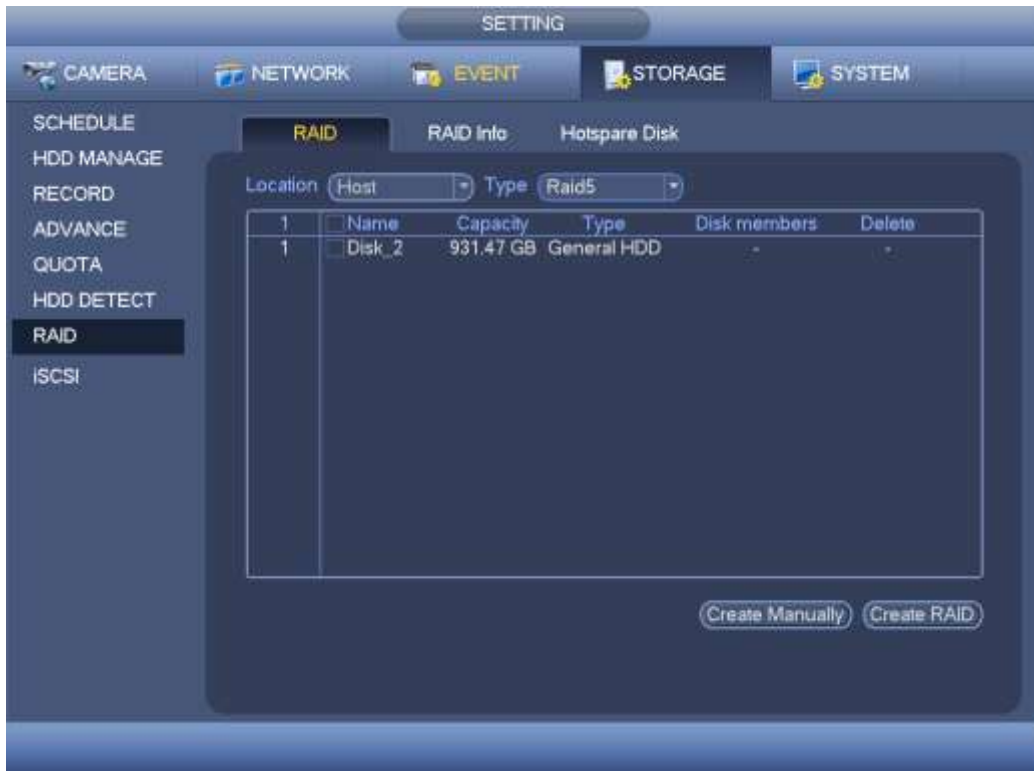 SETTING
CAMERA NETWORK EVENT STORAGE SYSTEM
SCHEDULE
HDD MANAGE
RECORD
ADVANCE
QUOTA
HDD DETECT
RAID
iSCSI
RAID RAID Info Hotspare Disk
Location Host Type Raid5
1 Name Capacity Type Disk members Delete
1 Disk_2 931.47 GB General HDD - -
Create Manually Create RAID